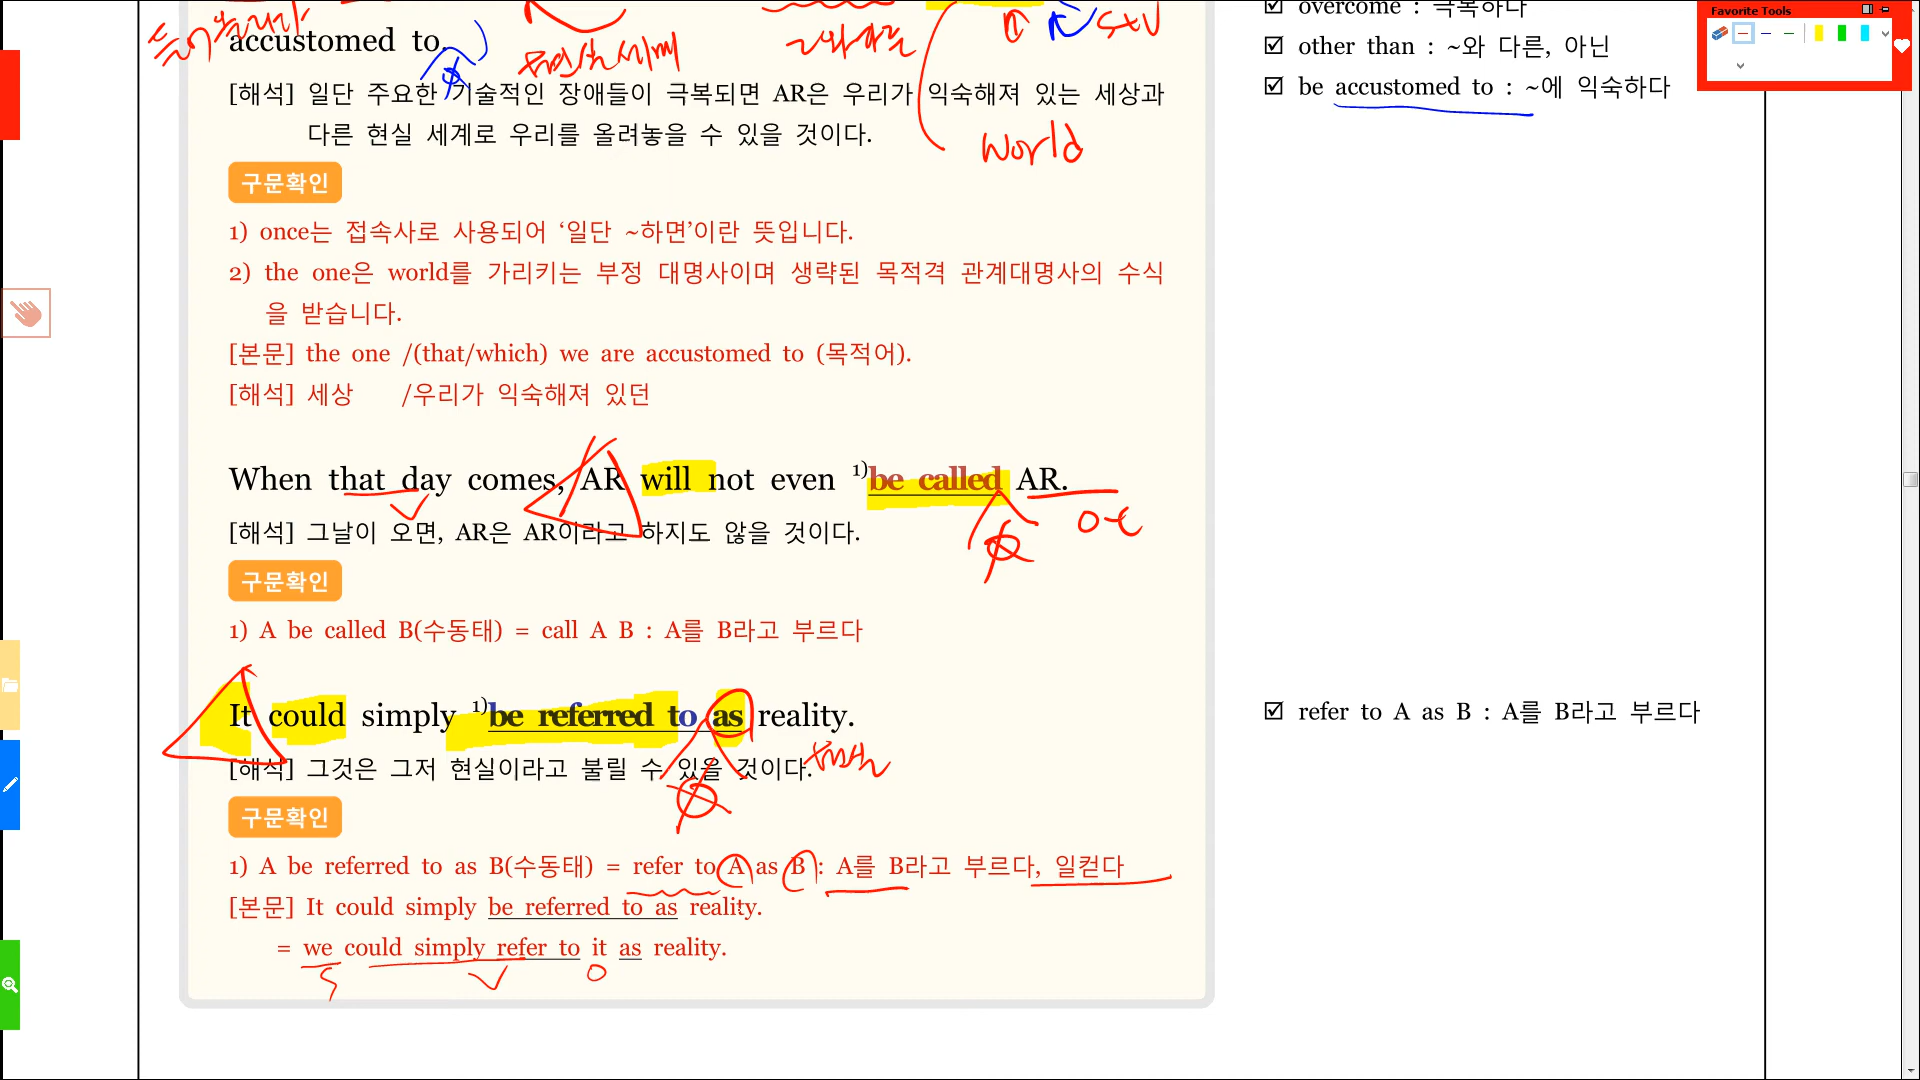 overcome : 극복하다
Favorite Tools
들어올리다
S+V
accustomed to.
other than : ~와 다른, 아닌
[해석] 일단 주요한 기술적인 장애들이 극복되면 AR은 우리가 익숙해져 있는 세상과
be accustomed to : ~에 익숙하다
다른 현실 세계로 우리를 올려놓을 수 있을 것이다.
World
구문확인
1) once는 접속사로 사용되어 ‘일단 ~하면’이란 뜻입니다.
2) the one은 world를 가리키는 부정 대명사이며 생략된 목적격 관계대명사의 수식
을 받습니다.
[본문] the one /(that/which) we are accustomed to (목적어).
[해석] 세상 /우리가 익숙해져 있던
When that day comes, AR will not even 1)be called AR.
O·C
[해석] 그날이 오면, AR은 AR이라고 하지도 않을 것이다.
구문확인
1) A be called B(수동태) = call A B : A를 B라고 부르다
It could simply 1)be referred to as reality.
refer to A as B : A를 B라고 부르다
[해석] 그것은 그저 현실이라고 불릴 수 있을 것이다.
구문확인
1) A be referred to as B(수동태) = refer to A as B : A를 B라고 부르다, 일컫다
[본문] It could simply be referred to as reality.
= we could simply refer to it as reality.
S
V
O